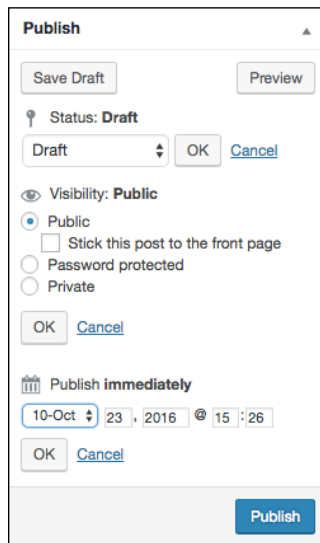 Publish
Save Draft Preview
Status: Draft
Draft OK Cancel
Visibility: Public
Public
Stick this post to the front page
Password protected
Private
OK Cancel
Publish immediately
10-Oct 23 , 2016 @ 15 : 26
OK Cancel
Publish